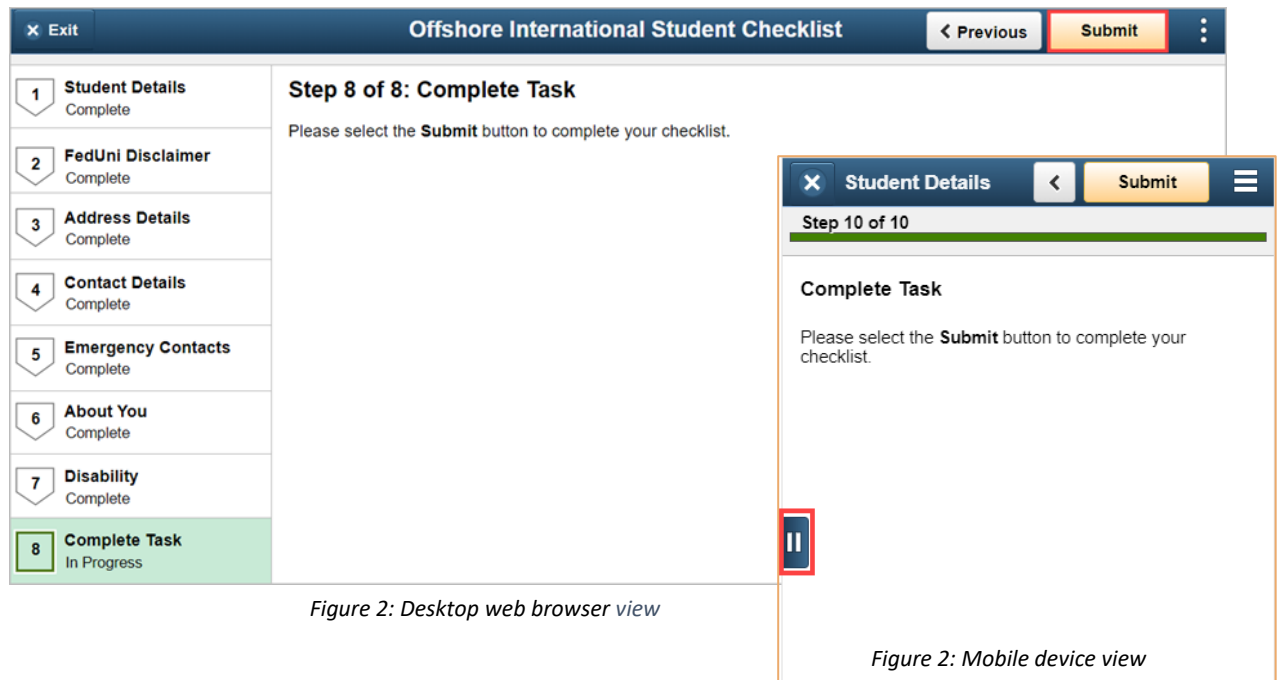 Exit
Offshore International Student Checklist
Previous
Submit
1
Student Details
Complete
2
FedUni Disclaimer
Complete
3
Address Details
Complete
4
Contact Details
Complete
5
Emergency Contacts
Complete
6
About You
Complete
7
Disability
Complete
8
Complete Task
In Progress
Step 8 of 8: Complete Task
Please select the Submit button to complete your checklist.
Figure 2: Desktop web browser view
Student Details
Submit
Step 10 of 10
Complete Task
Please select the Submit button to complete your
checklist.
Figure 2: Mobile device view